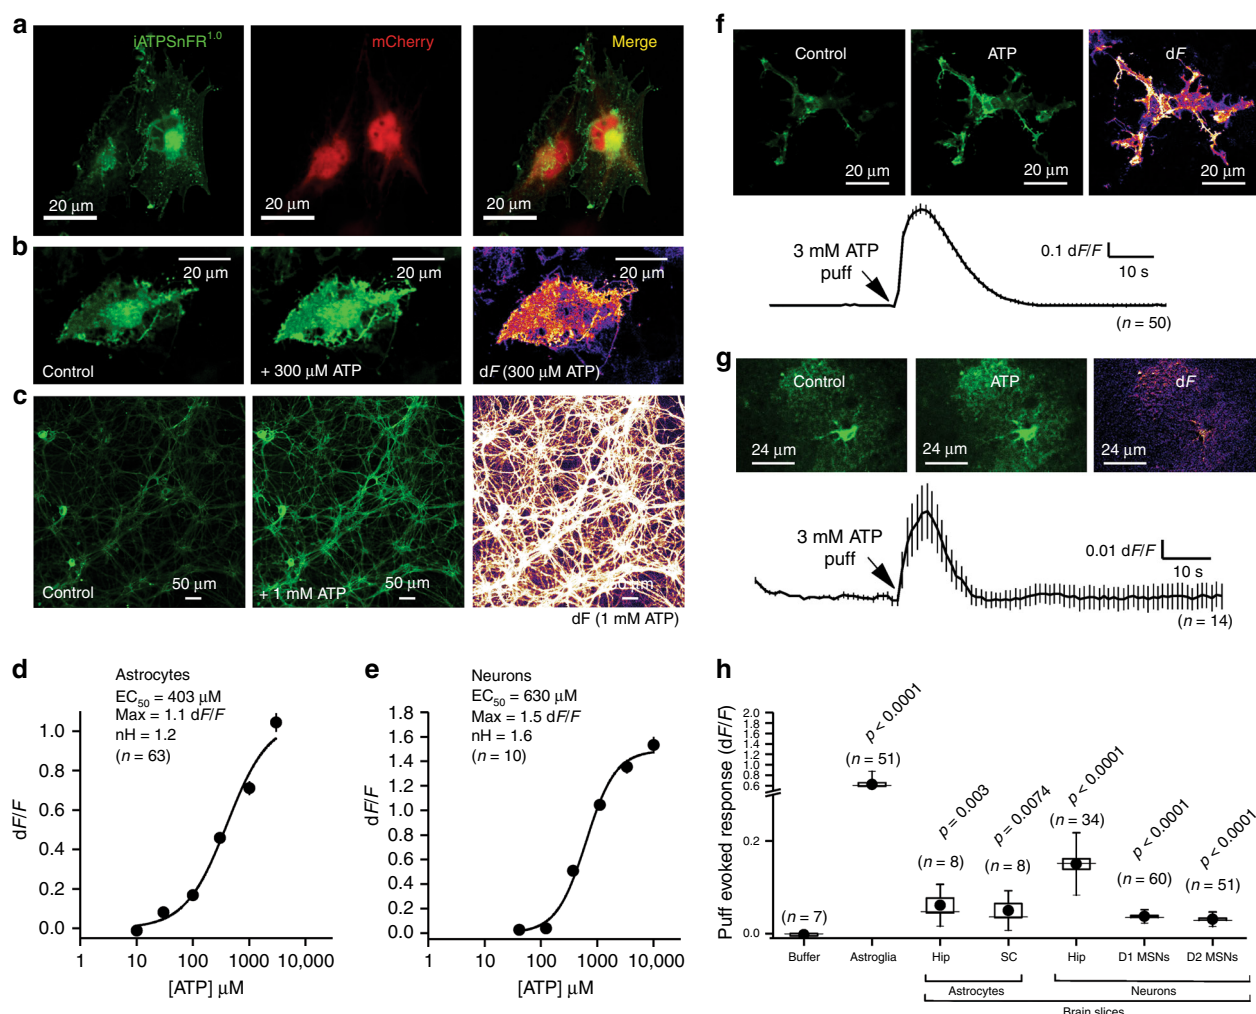 a
iATPSnFR1.0
mCherry
Merge
20 μm
20 μm
20 μm
b
20 μm
20 μm
20 μm
Control
+ 300 μM ATP
dF (300 μM ATP)
c
50 μm
50 μm
Control
+ 1 mM ATP
dF (1 mM ATP)
d
Astrocytes
EC50 = 403 μM
Max = 1.1 dF/F
nH = 1.2
(n = 63)
dF/F
1.0
0.8
0.6
0.4
0.2
0.0
1
10
100
1000
10,000
[ATP] μM
e
Neurons
EC50 = 630 μM
Max = 1.5 dF/F
nH = 1.6
(n = 10)
dF/F
1.8
1.6
1.4
1.2
1.0
0.8
0.6
0.4
0.2
0.0
1
10
100
1000
10,000
[ATP] μM
f
Control
ATP
dF
20 μm
20 μm
20 μm
3 mM ATP
puff
0.1 dF/F
10 s
(n = 50)
g
Control
ATP
dF
24 μm
24 μm
24 μm
3 mM ATP
puff
0.01 dF/F
10 s
(n = 14)
h
Puff evoked response (dF/F)
2.0
1.8
1.6
1.4
1.2
1.0
0.8
0.6
0.2
0.0
(n = 7)
p < 0.0001
(n = 51)
p = 0.003
(n = 8)
p = 0.0074
(n = 8)
p < 0.0001
(n = 34)
p < 0.0001
(n = 60)
p < 0.0001
(n = 51)
Buffer
Astroglia
Hip
SC
Hip
D1 MSNs
D2 MSNs
Astrocytes
Neurons
Brain slices